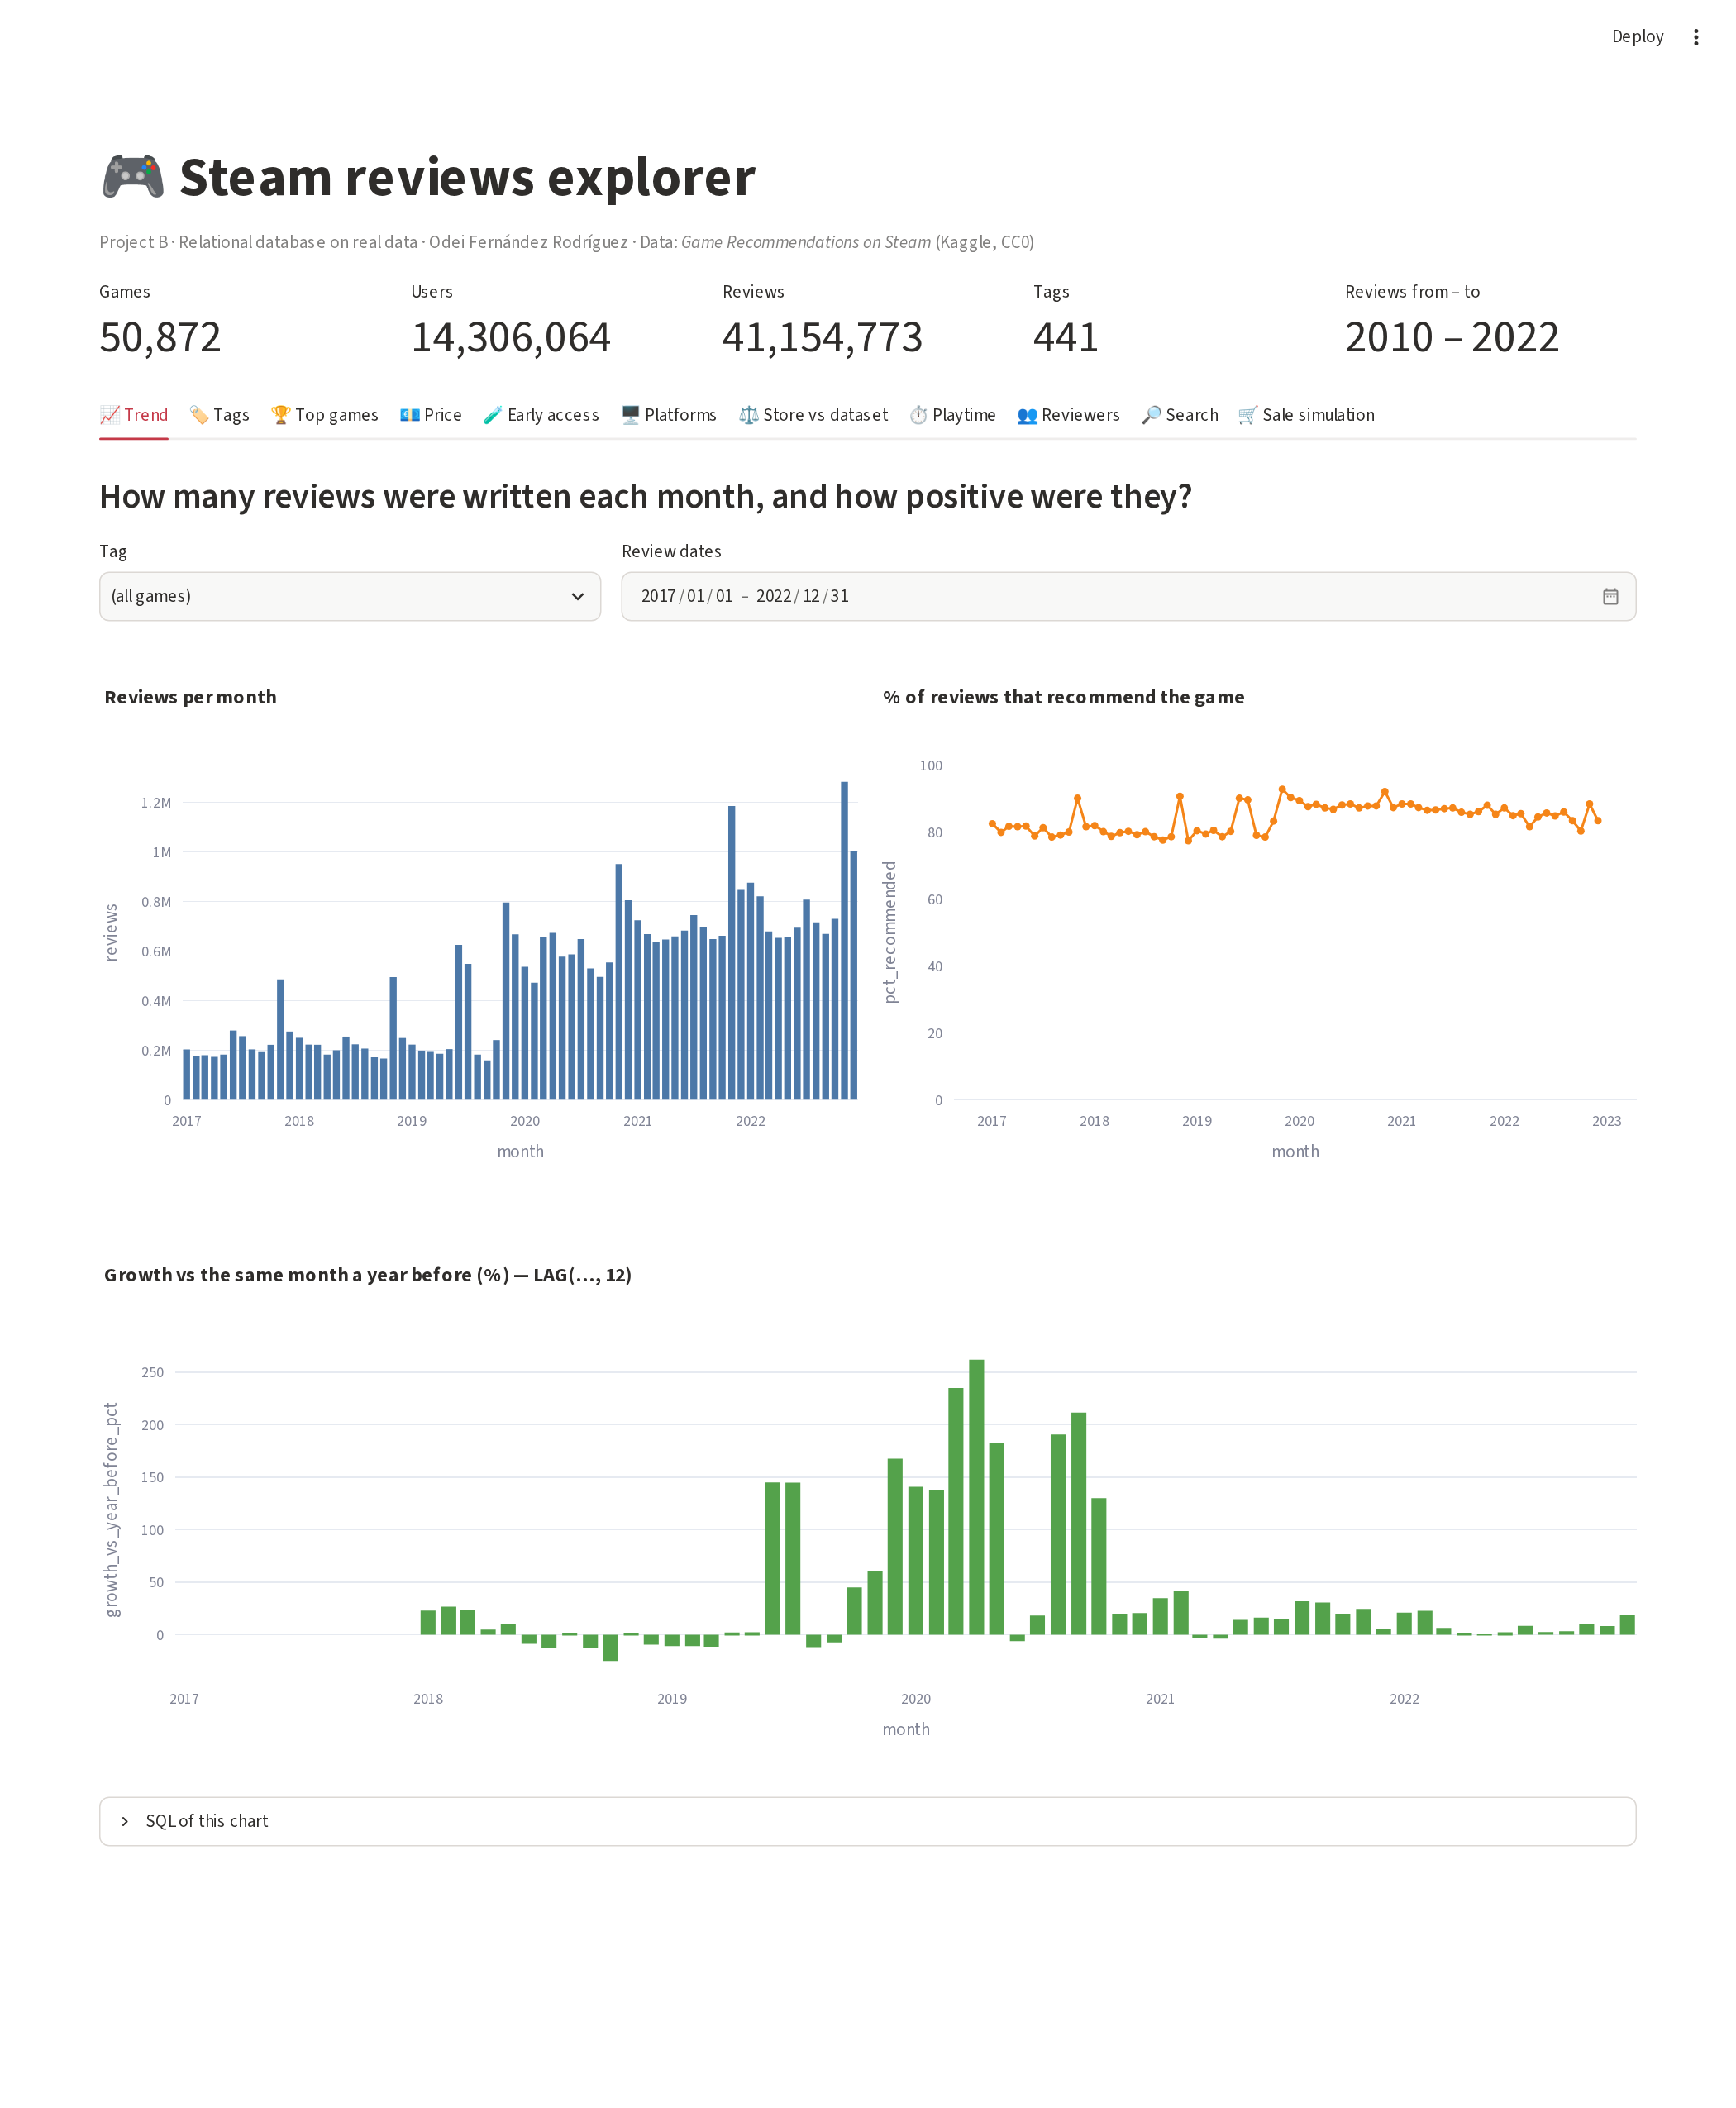 Deploy
Steam reviews explorer
Project B · Relational database on real data · Odei Fernández Rodríguez · Data: Game Recommendations on Steam (Kaggle, CC0)
Games Users Reviews Tags Reviews from – to
50,872 14,306,064 41,154,773 441 2010 – 2022
Trend Tags Top games Price Early access Platforms Store vs dataset Playtime Reviewers Search Sale simulation
How many reviews were written each month, and how positive were they?
Tag Review dates
(all games) 2017/01/01 – 2022/12/31
Reviews per month
reviews
1.2M
1M
0.8M
0.6M
0.4M
0.2M
0
2017 2018 2019 2020 2021 2022
month
% of reviews that recommend the game
pct_recommended
100
80
60
40
20
0
2017 2018 2019 2020 2021 2022 2023
month
Growth vs the same month a year before (%) — LAG(…, 12)
growth_vs_year_before_pct
250
200
150
100
50
0
2017 2018 2019 2020 2021 2022
month
SQL of this chart